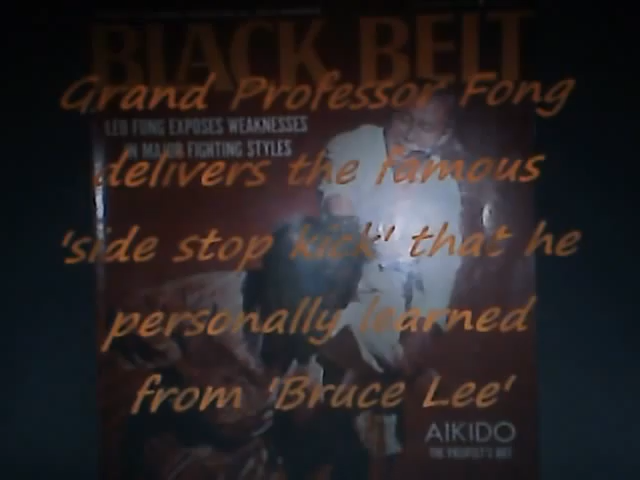 BLACK BELT
Grand Professor Fong
LEO FONG EXPOSES WEAKNESSES
IN MAJOR FIGHTING STYLES
delivers the famous
'side stop kick' that he
personally learned
from 'Bruce Lee'
AIKIDO